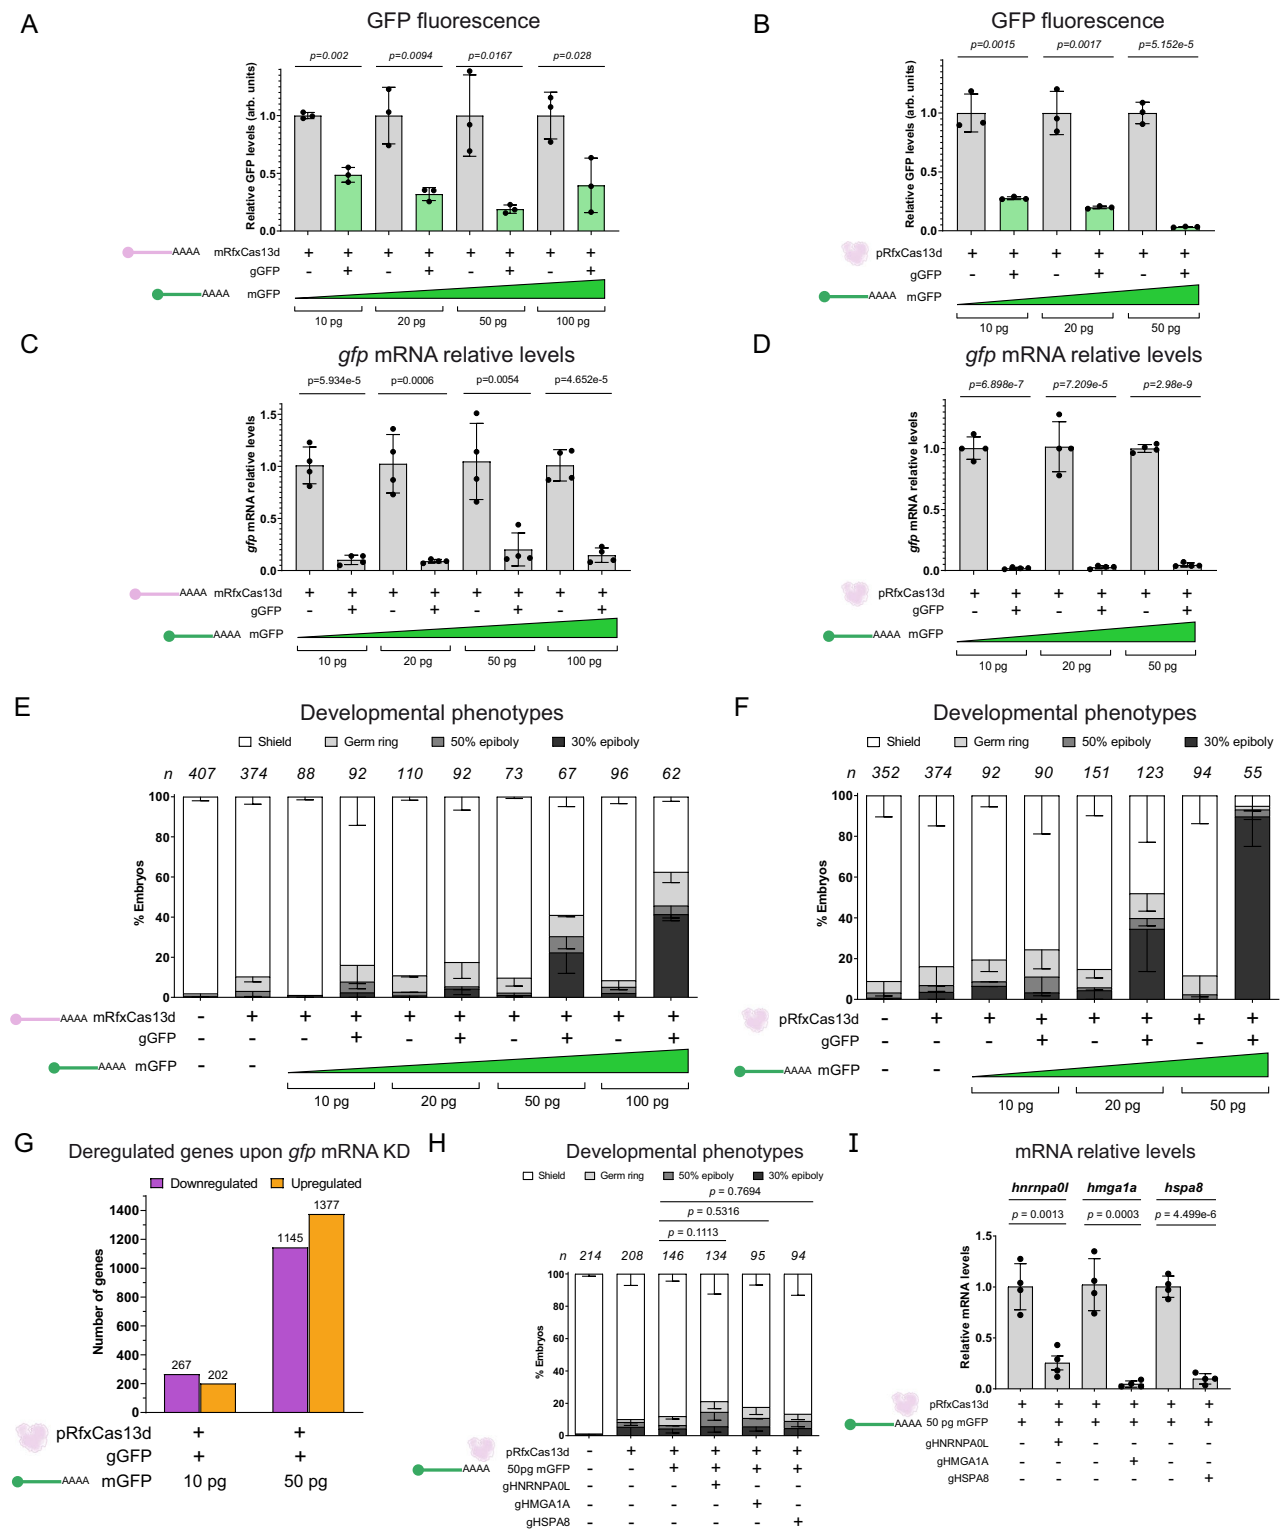 A
GFP fluorescence
p=0.002 p=0.0094 p=0.0167 p=0.028
Relative GFP levels (arb. units)
1.0
0.5
0.0
AAAA mRfxCas13d + + + + + + + +
gGFP - + - + - + - +
AAAA mGFP
10 pg 20 pg 50 pg 100 pg
B
GFP fluorescence
p=0.0015 p=0.0017 p=5.152e-5
Relative GFP levels (arb. units)
1.0
0.5
0.0
pRfxCas13d + + + + + +
gGFP - + - + - +
AAAA mGFP
10 pg 20 pg 50 pg
C
gfp mRNA relative levels
p=5.934e-5 p=0.0006 p=0.0054 p=4.652e-5
gfp mRNA relative levels
1.5
1.0
0.5
0.0
AAAA mRfxCas13d + + + + + + + +
gGFP - + - + - + - +
AAAA mGFP
10 pg 20 pg 50 pg 100 pg
D
gfp mRNA relative levels
p=6.898e-7 p=7.209e-5 p=2.98e-9
gfp mRNA relative levels
1.0
0.5
0.0
pRfxCas13d + + + + + +
gGFP - + - + - +
AAAA mGFP
10 pg 20 pg 50 pg
E
Developmental phenotypes
Shield Germ ring 50% epiboly 30% epiboly
n 407 374 88 92 110 92 73 67 96 62
% Embryos
100
80
60
40
20
0
AAAA mRfxCas13d - + + + + + + + + +
gGFP - - - + - + - + - +
AAAA mGFP - -
10 pg 20 pg 50 pg 100 pg
F
Developmental phenotypes
Shield Germ ring 50% epiboly 30% epiboly
n 352 374 92 90 151 123 94 55
% Embryos
100
80
60
40
20
0
pRfxCas13d - + + + + + + +
gGFP - - - + - + - +
AAAA mGFP - -
10 pg 20 pg 50 pg
G
Deregulated genes upon gfp mRNA KD
Downregulated Upregulated
Number of genes
1400
1200
1000
800
600
400
200
0
267 202 1145 1377
pRfxCas13d + +
gGFP + +
AAAA mGFP 10 pg 50 pg
H
Developmental phenotypes
Shield Germ ring 50% epiboly 30% epiboly
p = 0.7694
p = 0.5316
p = 0.1113
n 214 208 146 134 95 94
% Embryos
100
80
60
40
20
0
pRfxCas13d - + + + + +
AAAA 50pg mGFP - - + + + +
gHNRNPA0L - - - + - -
gHMGA1A - - - - + -
gHSPA8 - - - - - +
I
mRNA relative levels
hnrnpa0l hmga1a hspa8
p = 0.0013 p = 0.0003 p = 4.499e-6
Relative mRNA levels
1.5
1.0
0.5
0.0
pRfxCas13d + + + + + +
AAAA 50 pg mGFP + + + + + +
gHNRNPA0L - + - - - -
gHMGA1A - - - + - -
gHSPA8 - - - - - +